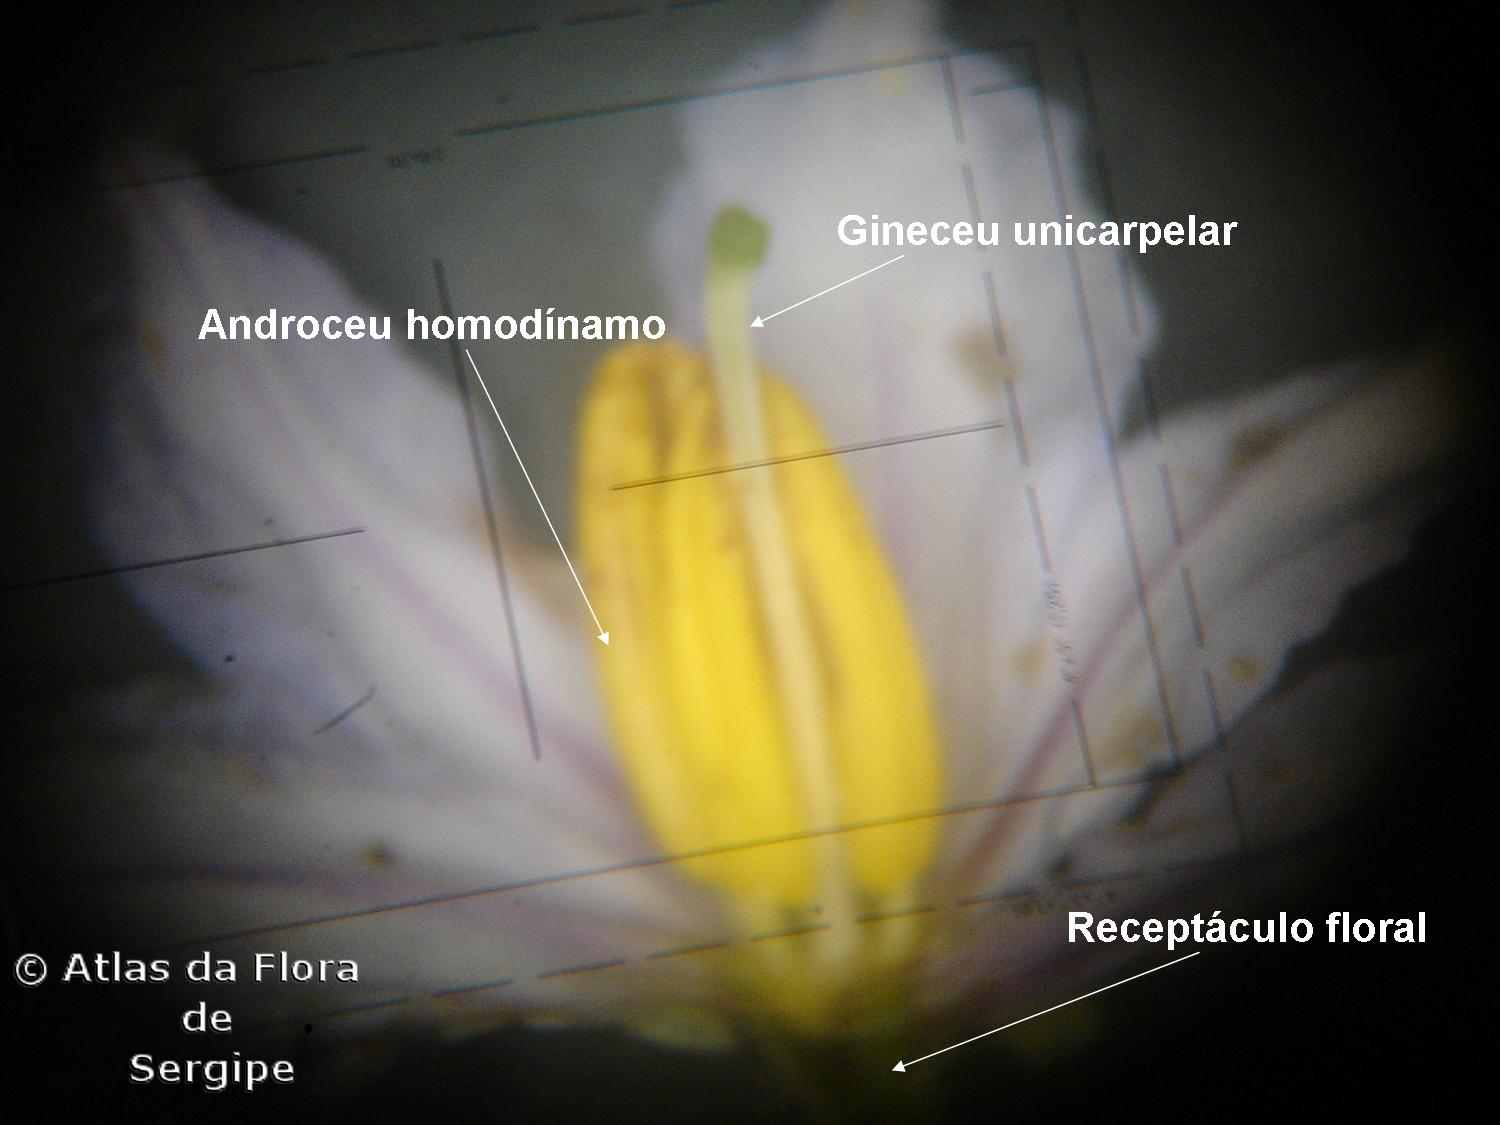 Gineceu unicarpelar
Androceu homodínamo
Receptáculo floral
© Atlas da Flora
de
Sergipe